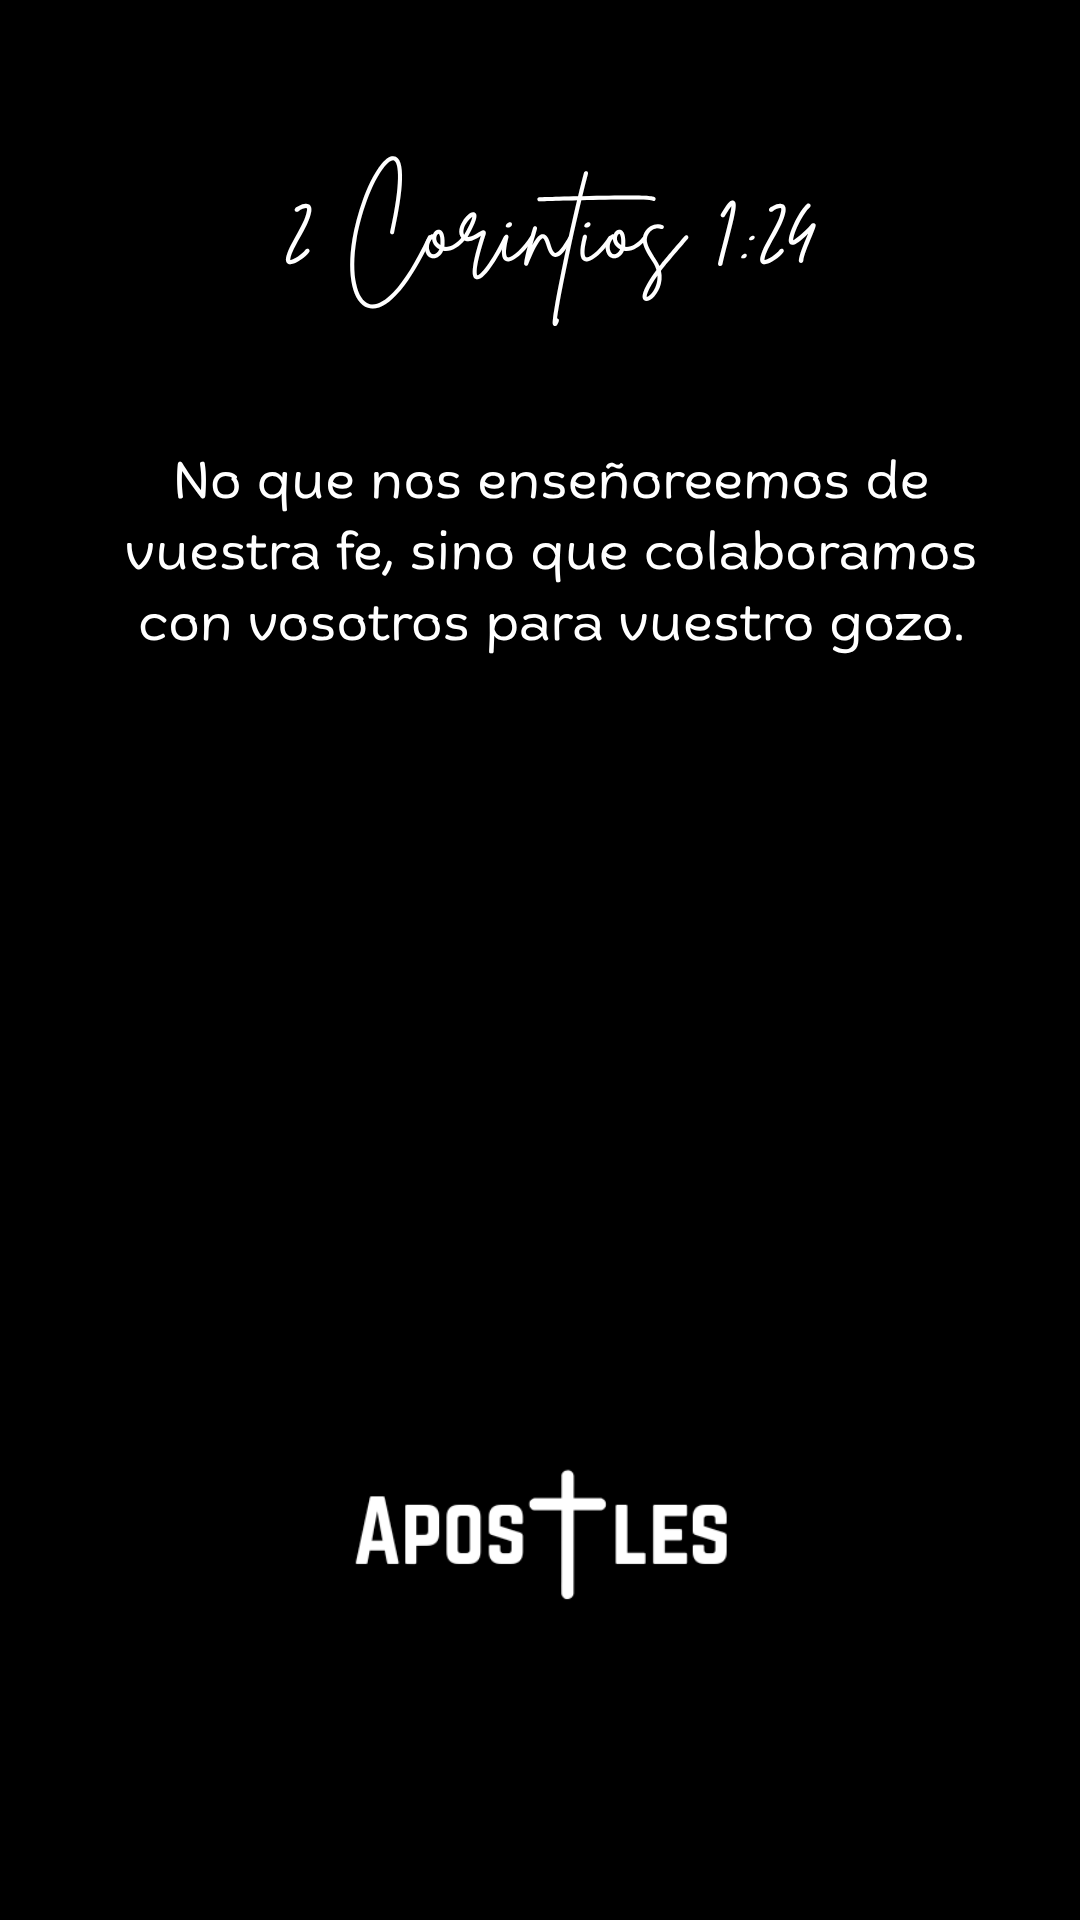 2 Corintios 1:24
No que nos enseñoreemos de
vuestra fe, sino que colaboramos
con vosotros para vuestro gozo.
APOSTLES